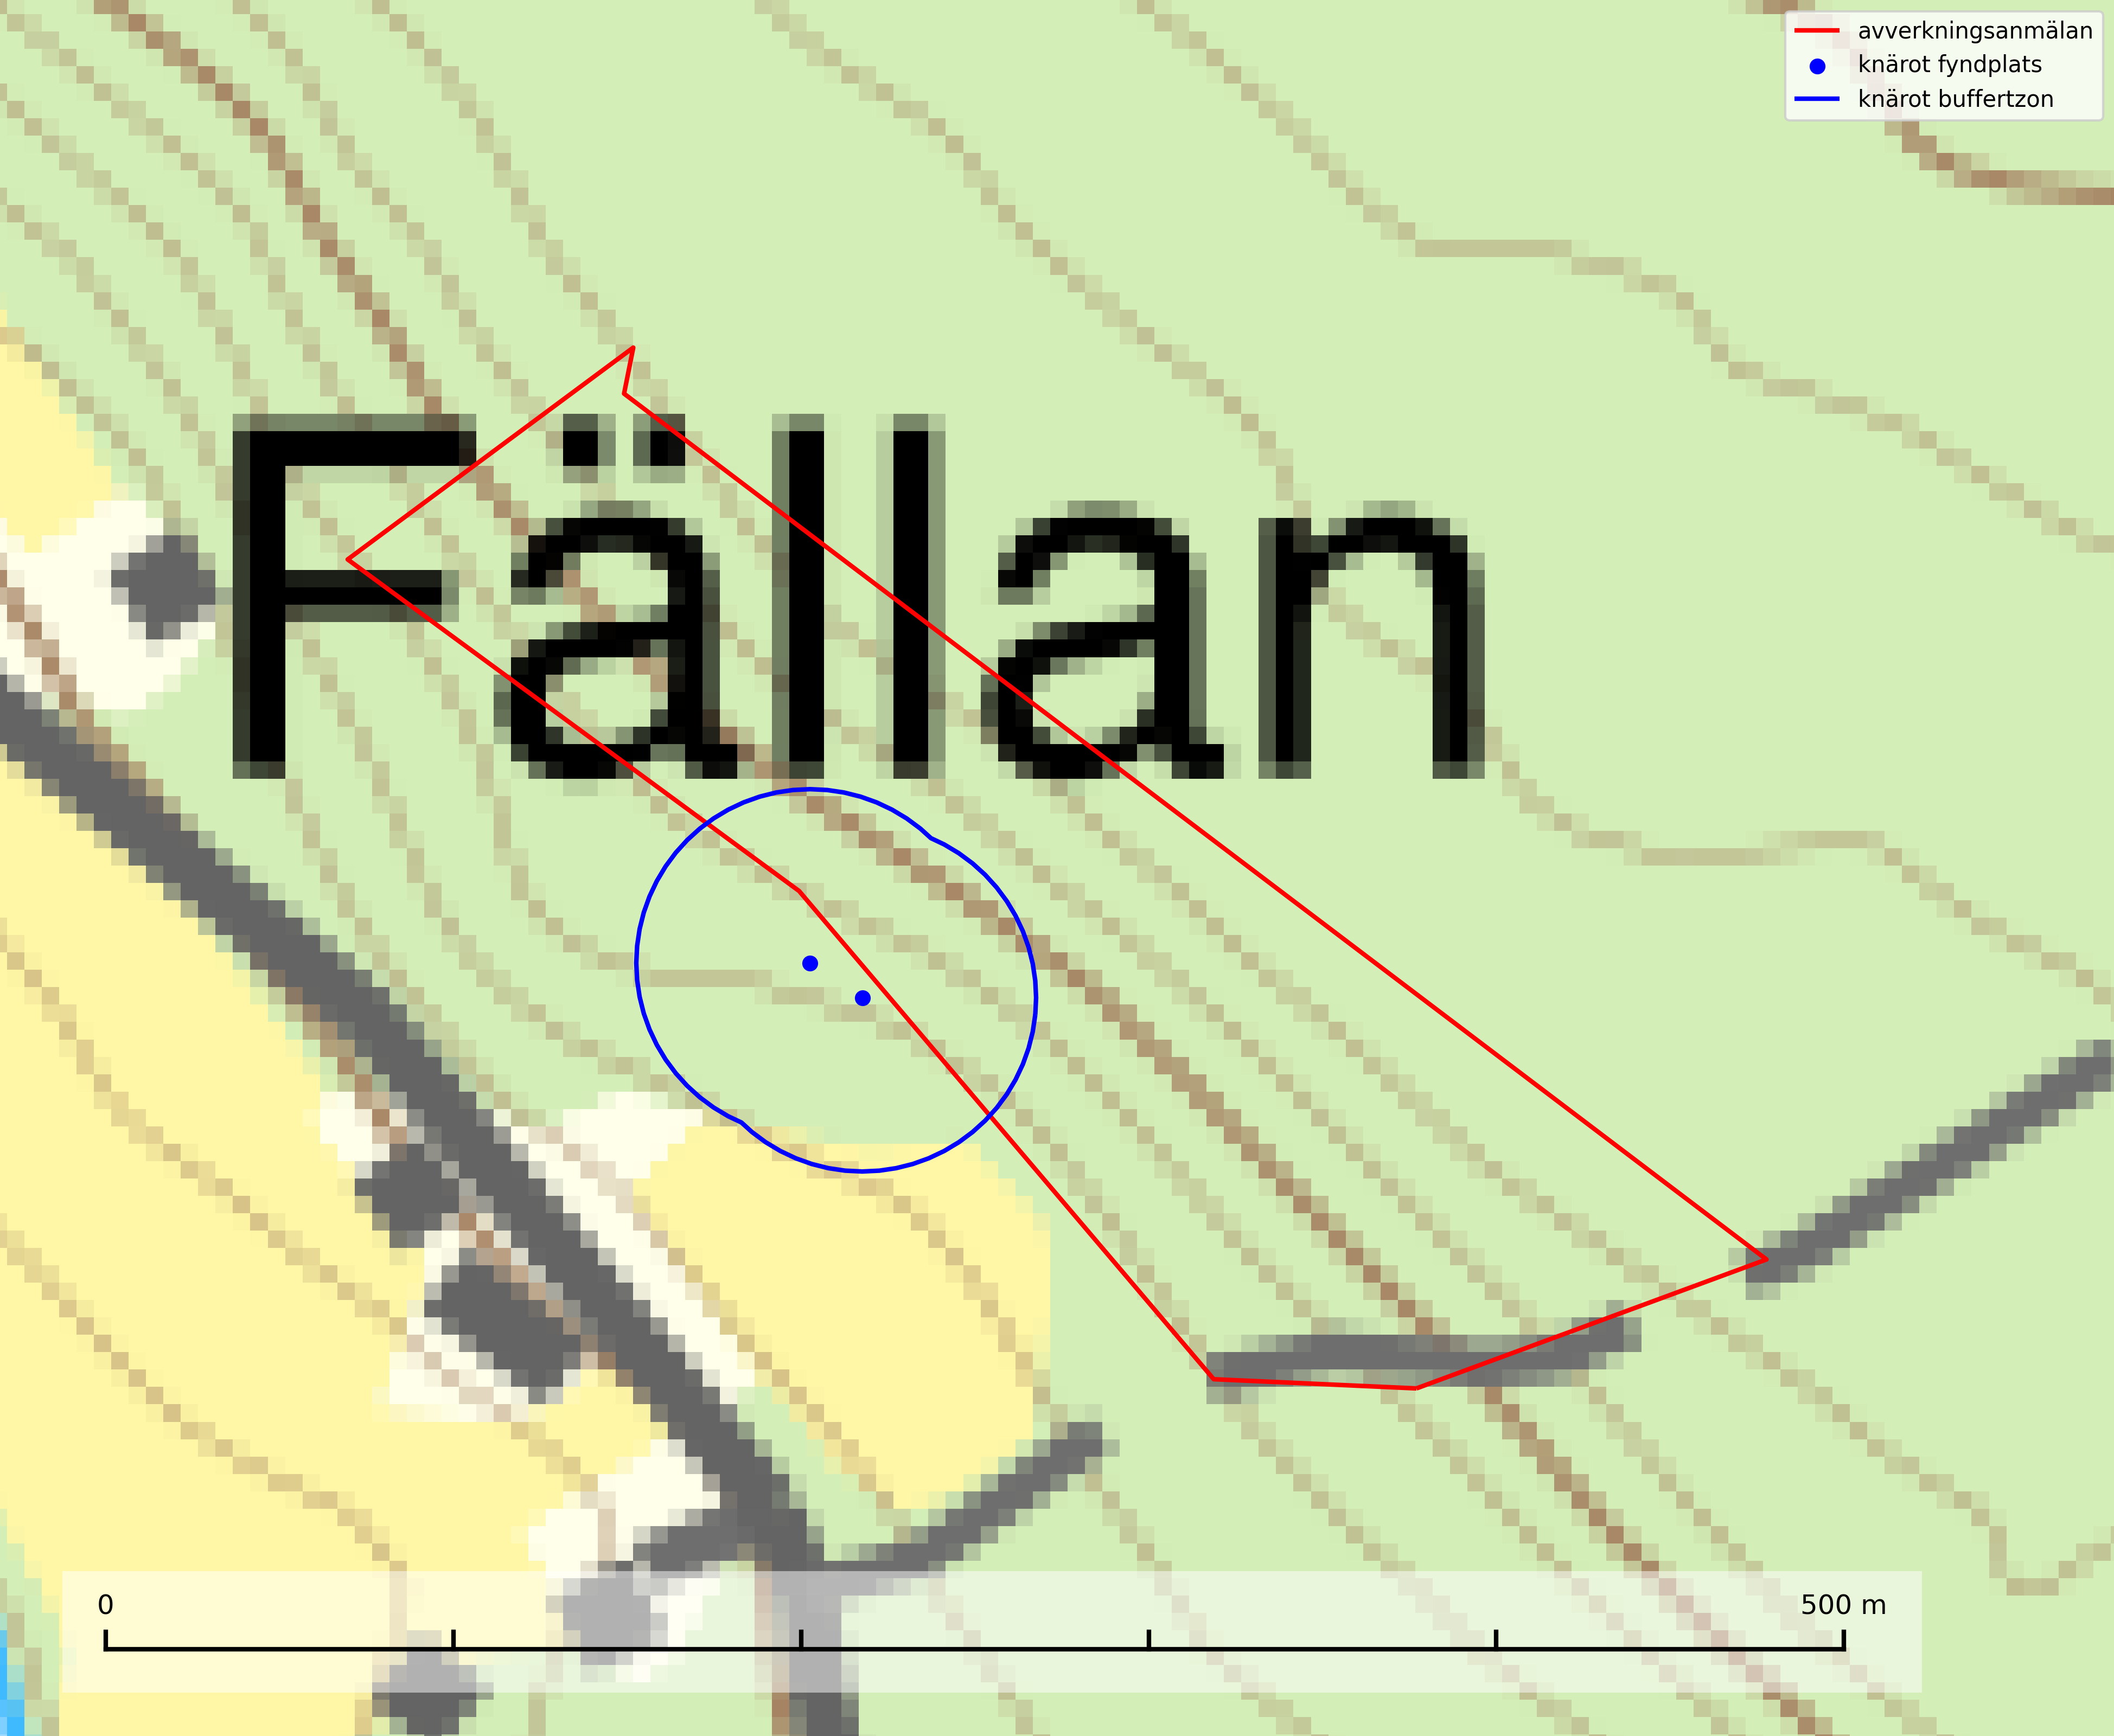 avverkningsanmälan
knärot fyndplats
knärot buffertzon
Fällan
0 500 m